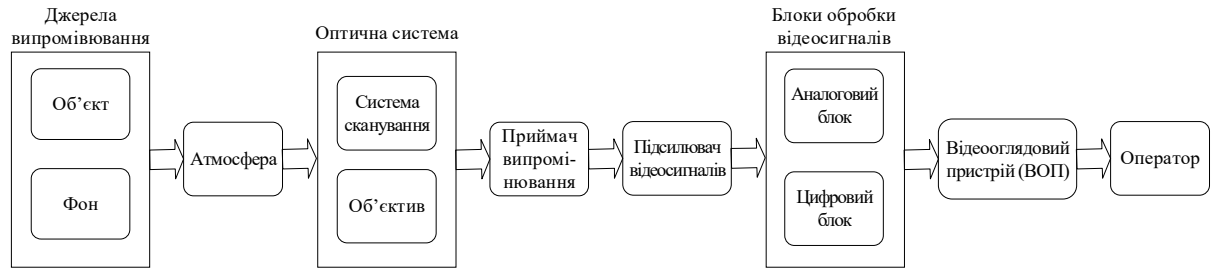 Джерела
випромівювання
Об’єкт
Фон
Атмосфера
Оптична система
Система
сканування
Об’єктив
Приймач
випромі-
нювання
Підсилювач
відеосигналів
Блоки обробки
відеосигналів
Аналоговий
блок
Цифровий
блок
Відеооглядовий
пристрій (ВОП)
Оператор